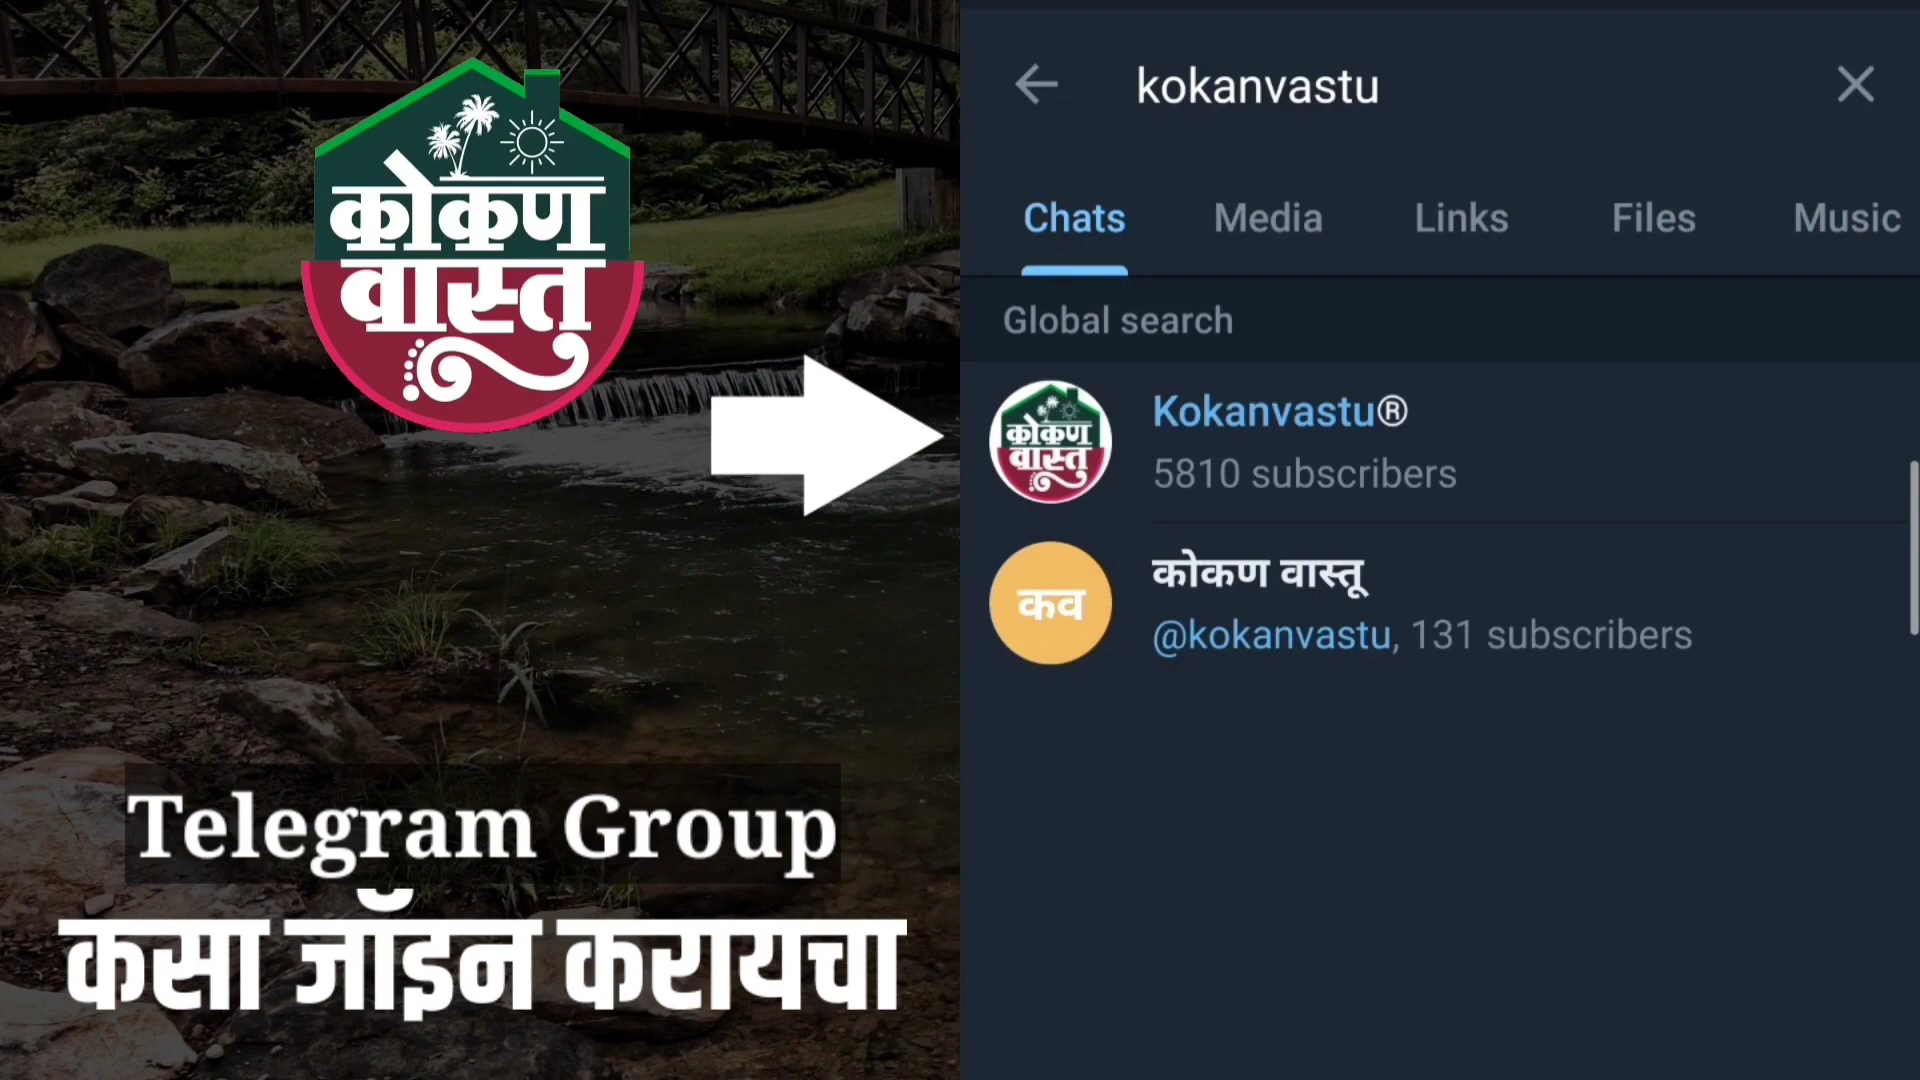 कोकण
वास्तु
Telegram Group
कसा जॉइन करायचा
kokanvastu
Chats Media Links Files Music
Global search
कोकण
वास्तु
Kokanvastu®
5810 subscribers
कव
कोकण वास्तू
@kokanvastu, 131 subscribers